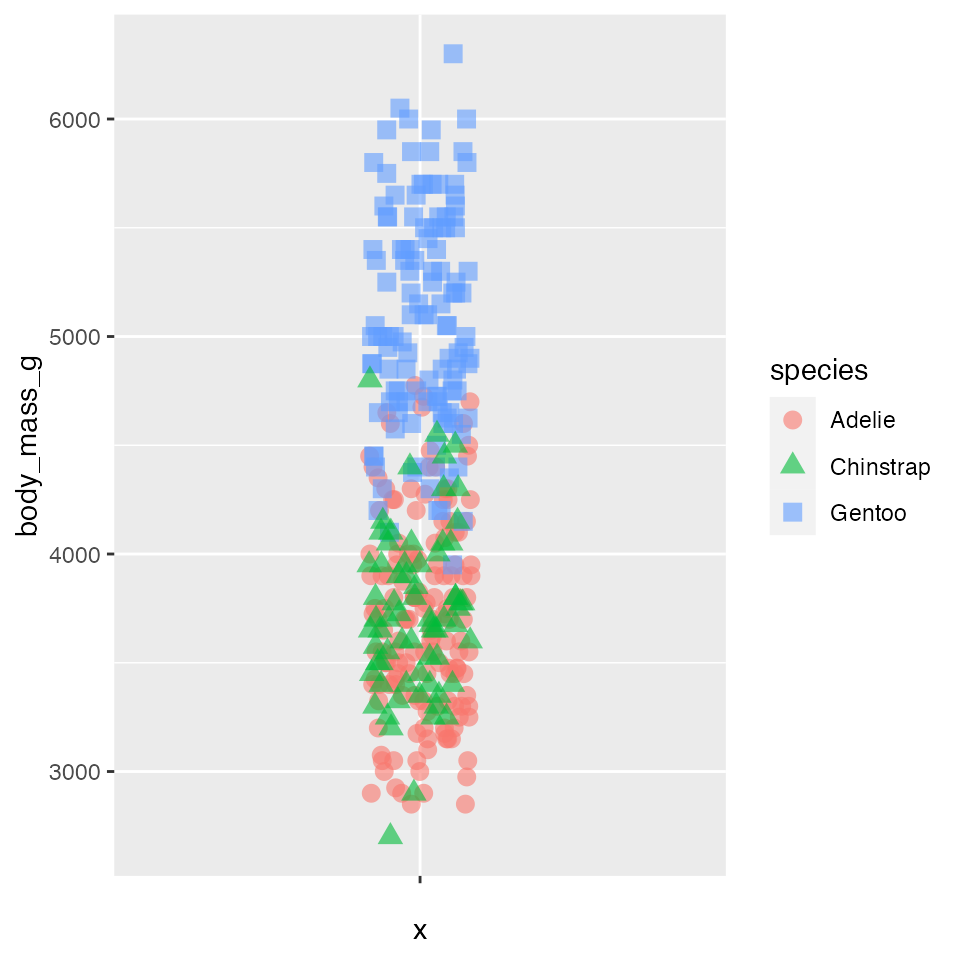 body_mass_g
6000
5000
4000
3000
x
species
Adelie
Chinstrap
Gentoo